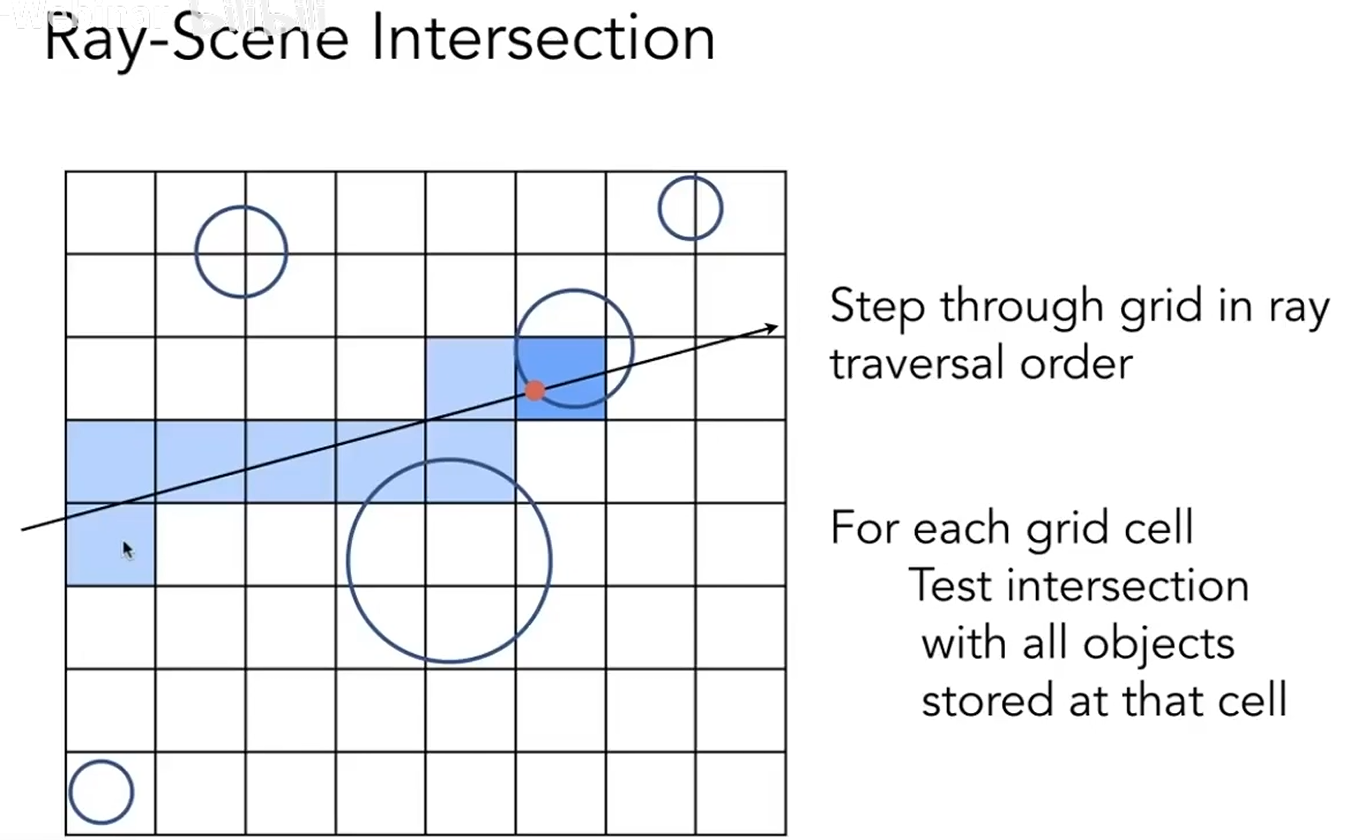 Webinar
Ray-Scene Intersection
Step through grid in ray
traversal order
For each grid cell
Test intersection
with all objects
stored at that cell